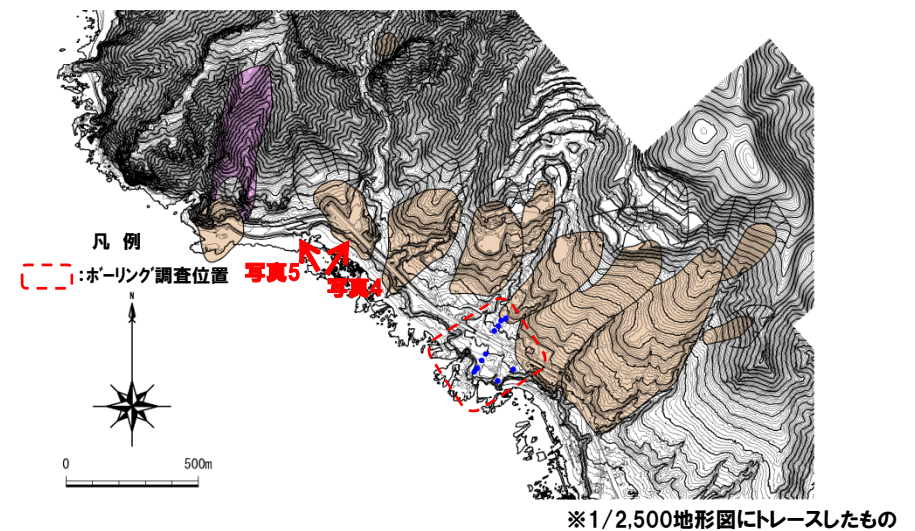 凡 例
:ボーリング調査位置
写真5
写真4
N
0 500m
※1/2,500地形図にトレースしたもの